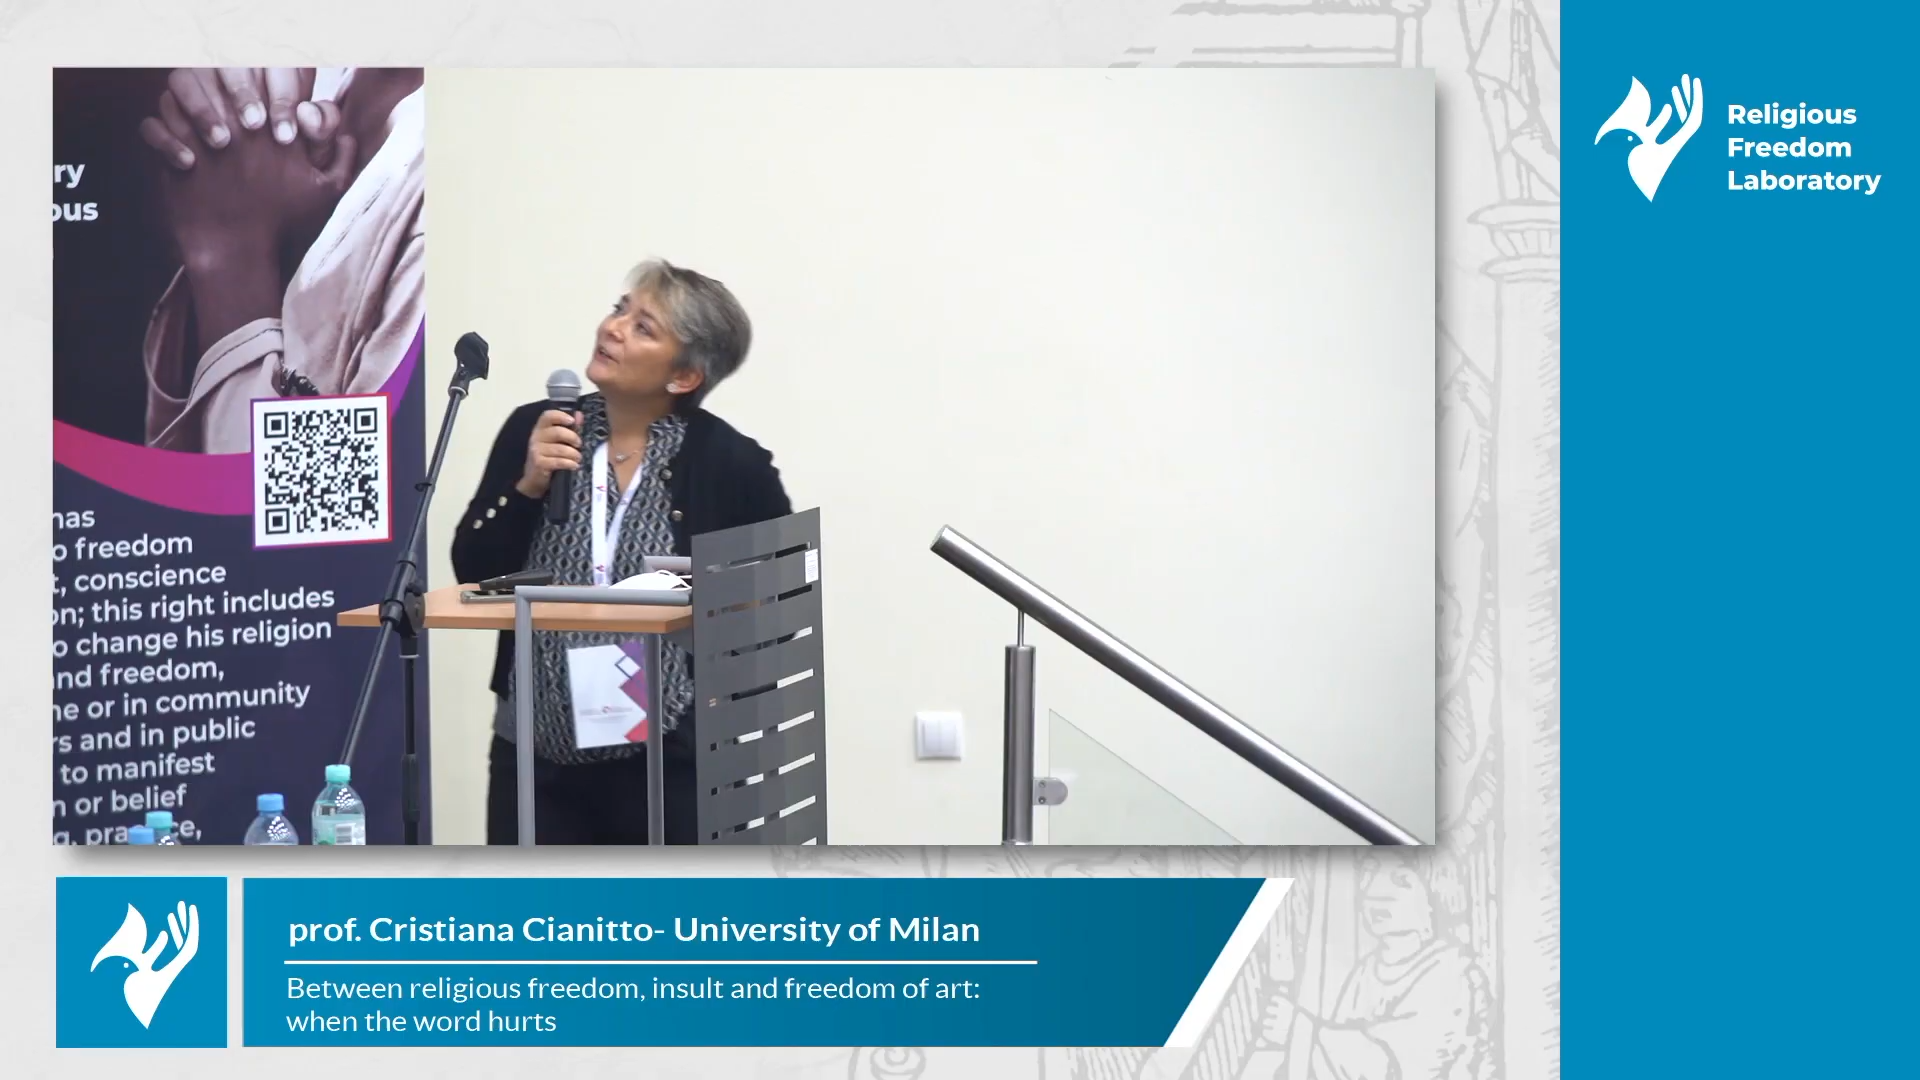 ry
ous
has
o freedom
t, conscience
on; this right includes
o change his religion
and freedom,
ne or in community
rs and in public
to manifest
n or belief
Religious
Freedom
Laboratory
prof. Cristiana Cianitto- University of Milan
Between religious freedom, insult and freedom of art:
when the word hurts